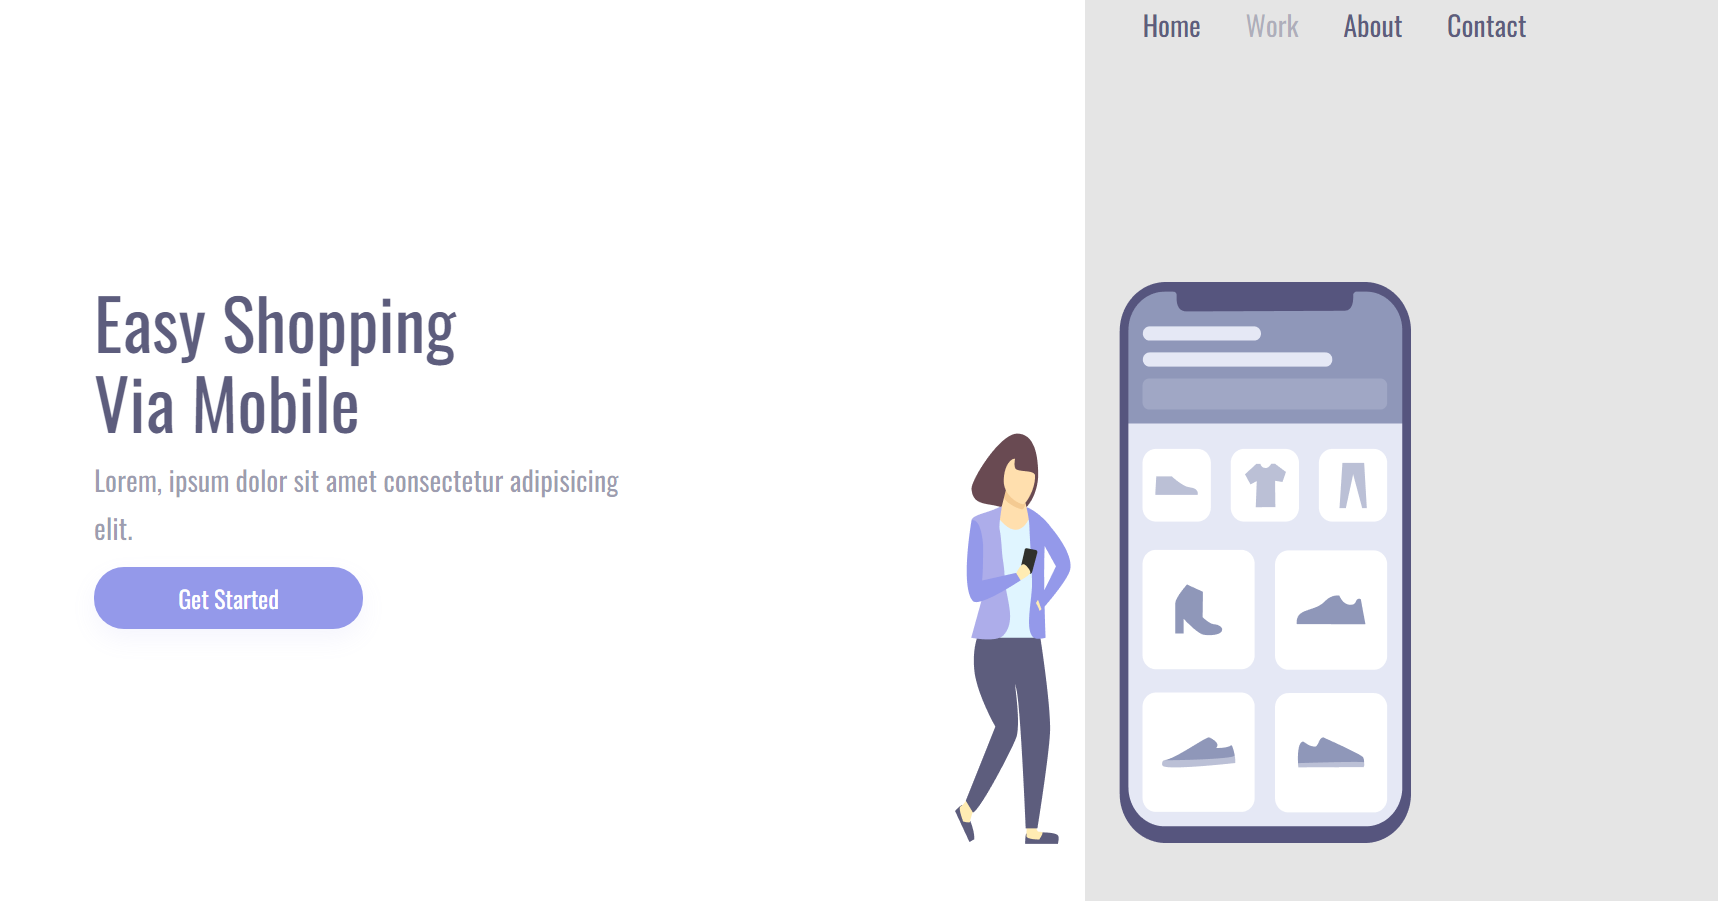 Home Work About Contact
Easy Shopping
Via Mobile
Lorem, ipsum dolor sit amet consectetur adipisicing
elit.
Get Started